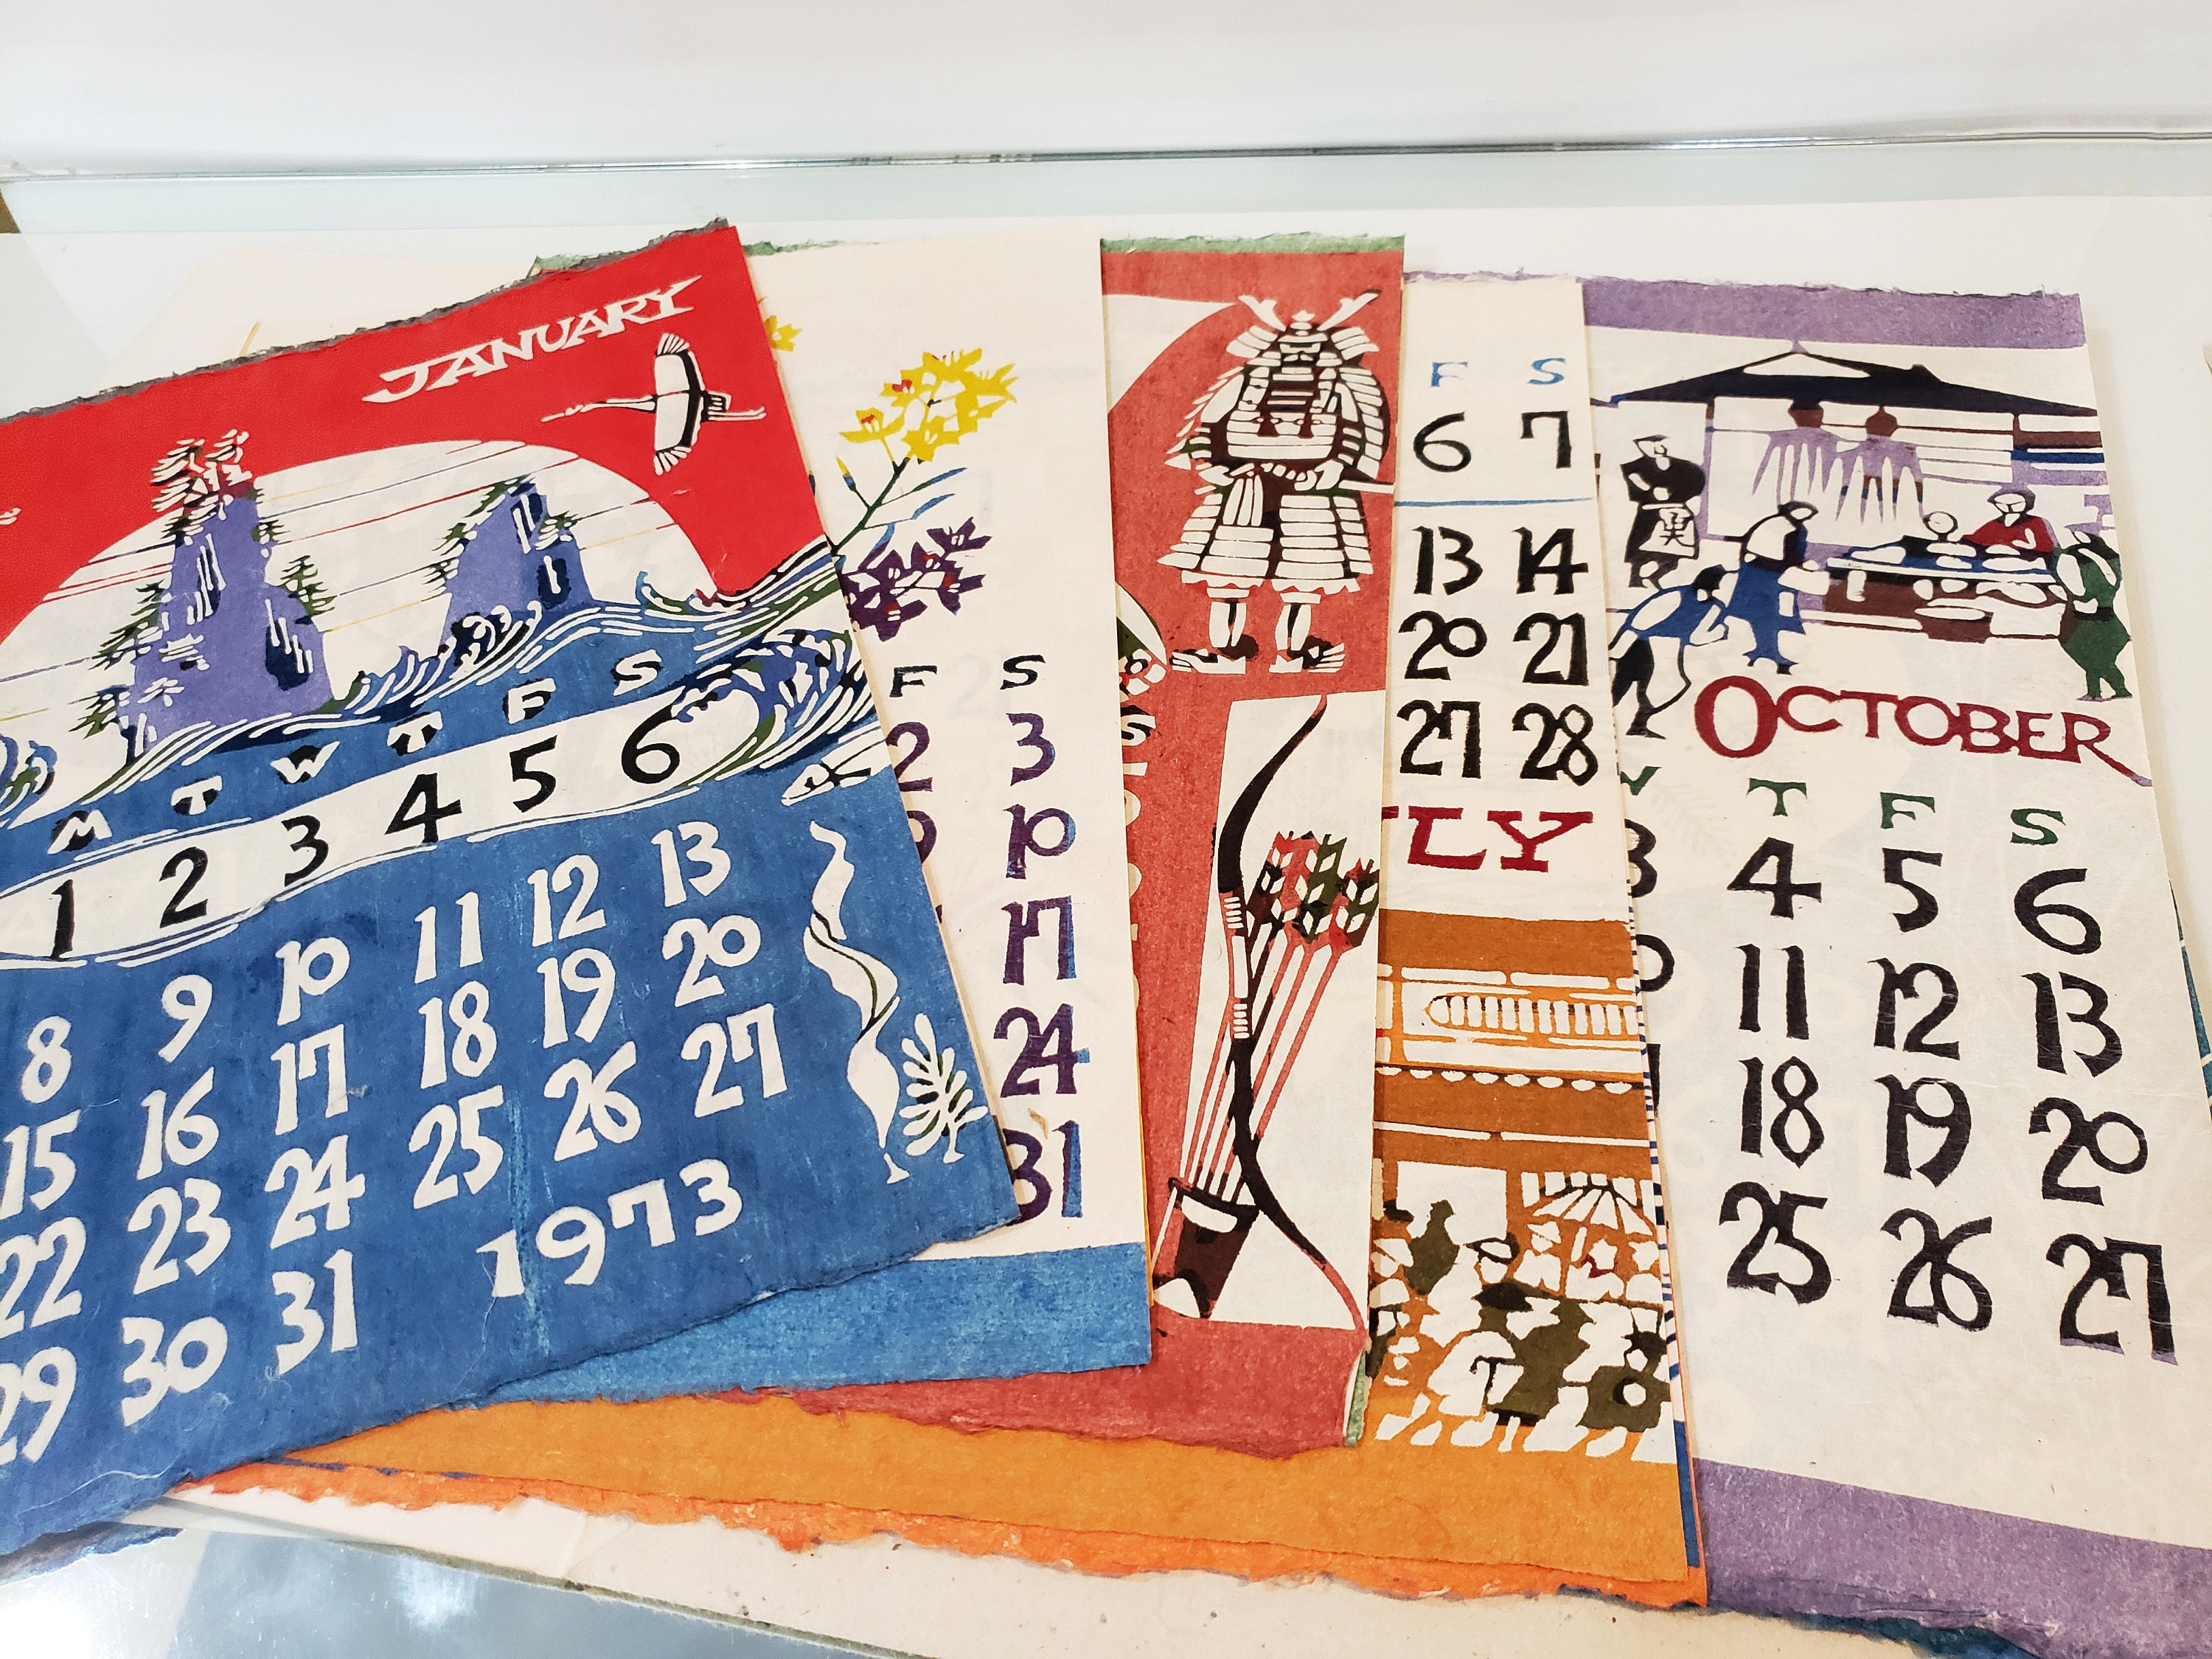 JANUARY
M T W T F S
1 2 3 4 5 6
8 9 10 11 12 13
15 16 17 18 19 20
22 23 24 25 26 27
29 30 31 1973
F S
2 3
9 10
17
24
31
F S
6 7
13 14
20 21
27 28
LY
OCTOBER
W T F S
3 4 5 6
10 11 12 13
18 19 20
25 26 27